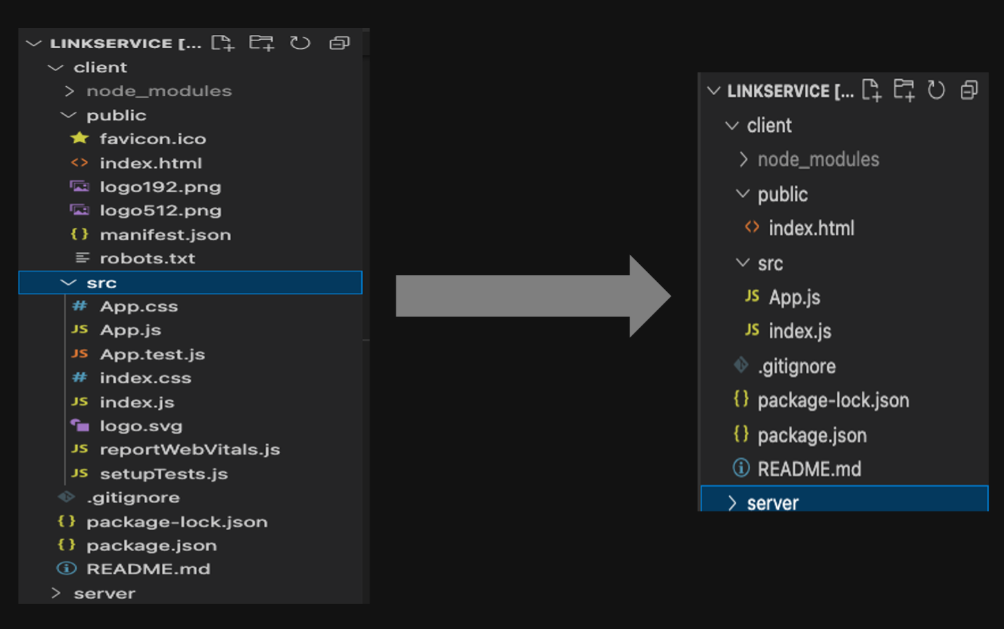 LINKSERVICE [...
client
node_modules
public
favicon.ico
index.html
logo192.png
logo512.png
manifest.json
robots.txt
src
App.css
App.js
App.test.js
index.css
index.js
logo.svg
reportWebVitals.js
setupTests.js
.gitignore
package-lock.json
package.json
README.md
server
LINKSERVICE [...
client
node_modules
public
index.html
src
JS App.js
JS index.js
.gitignore
package-lock.json
package.json
README.md
server